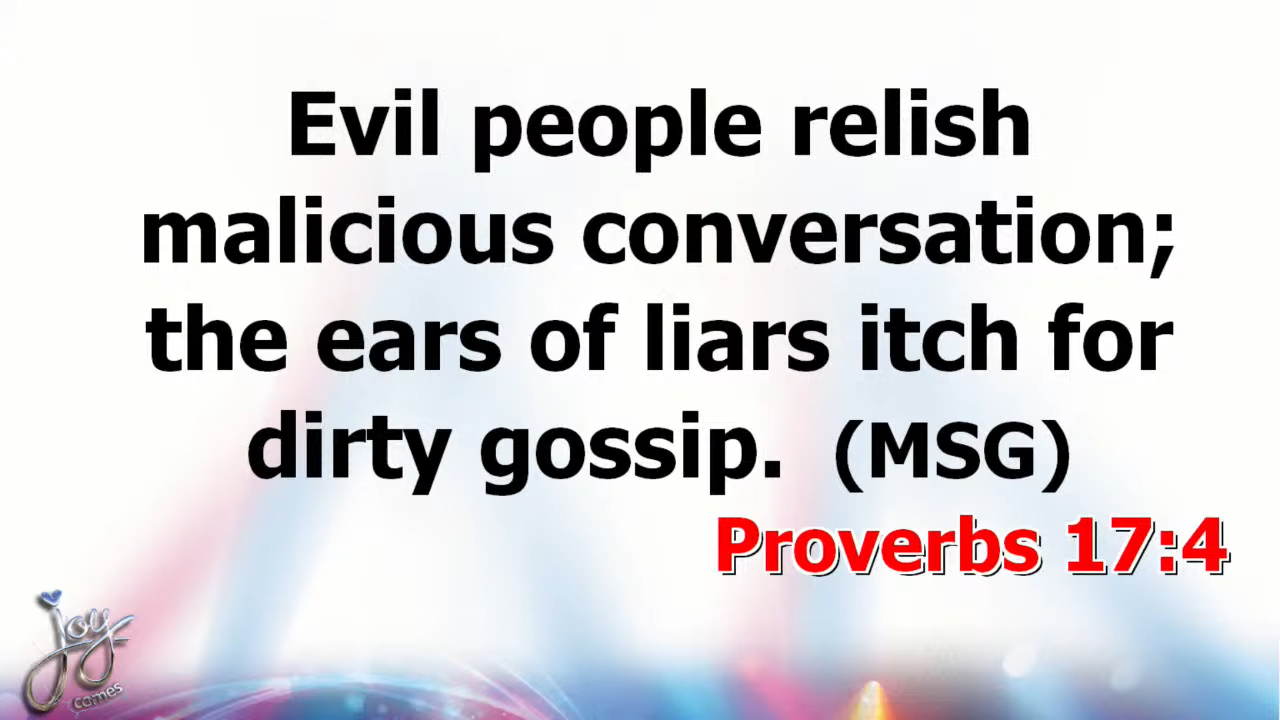 Evil people relish
malicious conversation;
the ears of liars itch for
dirty gossip.  (MSG)
Proverbs 17:4
joy
comes